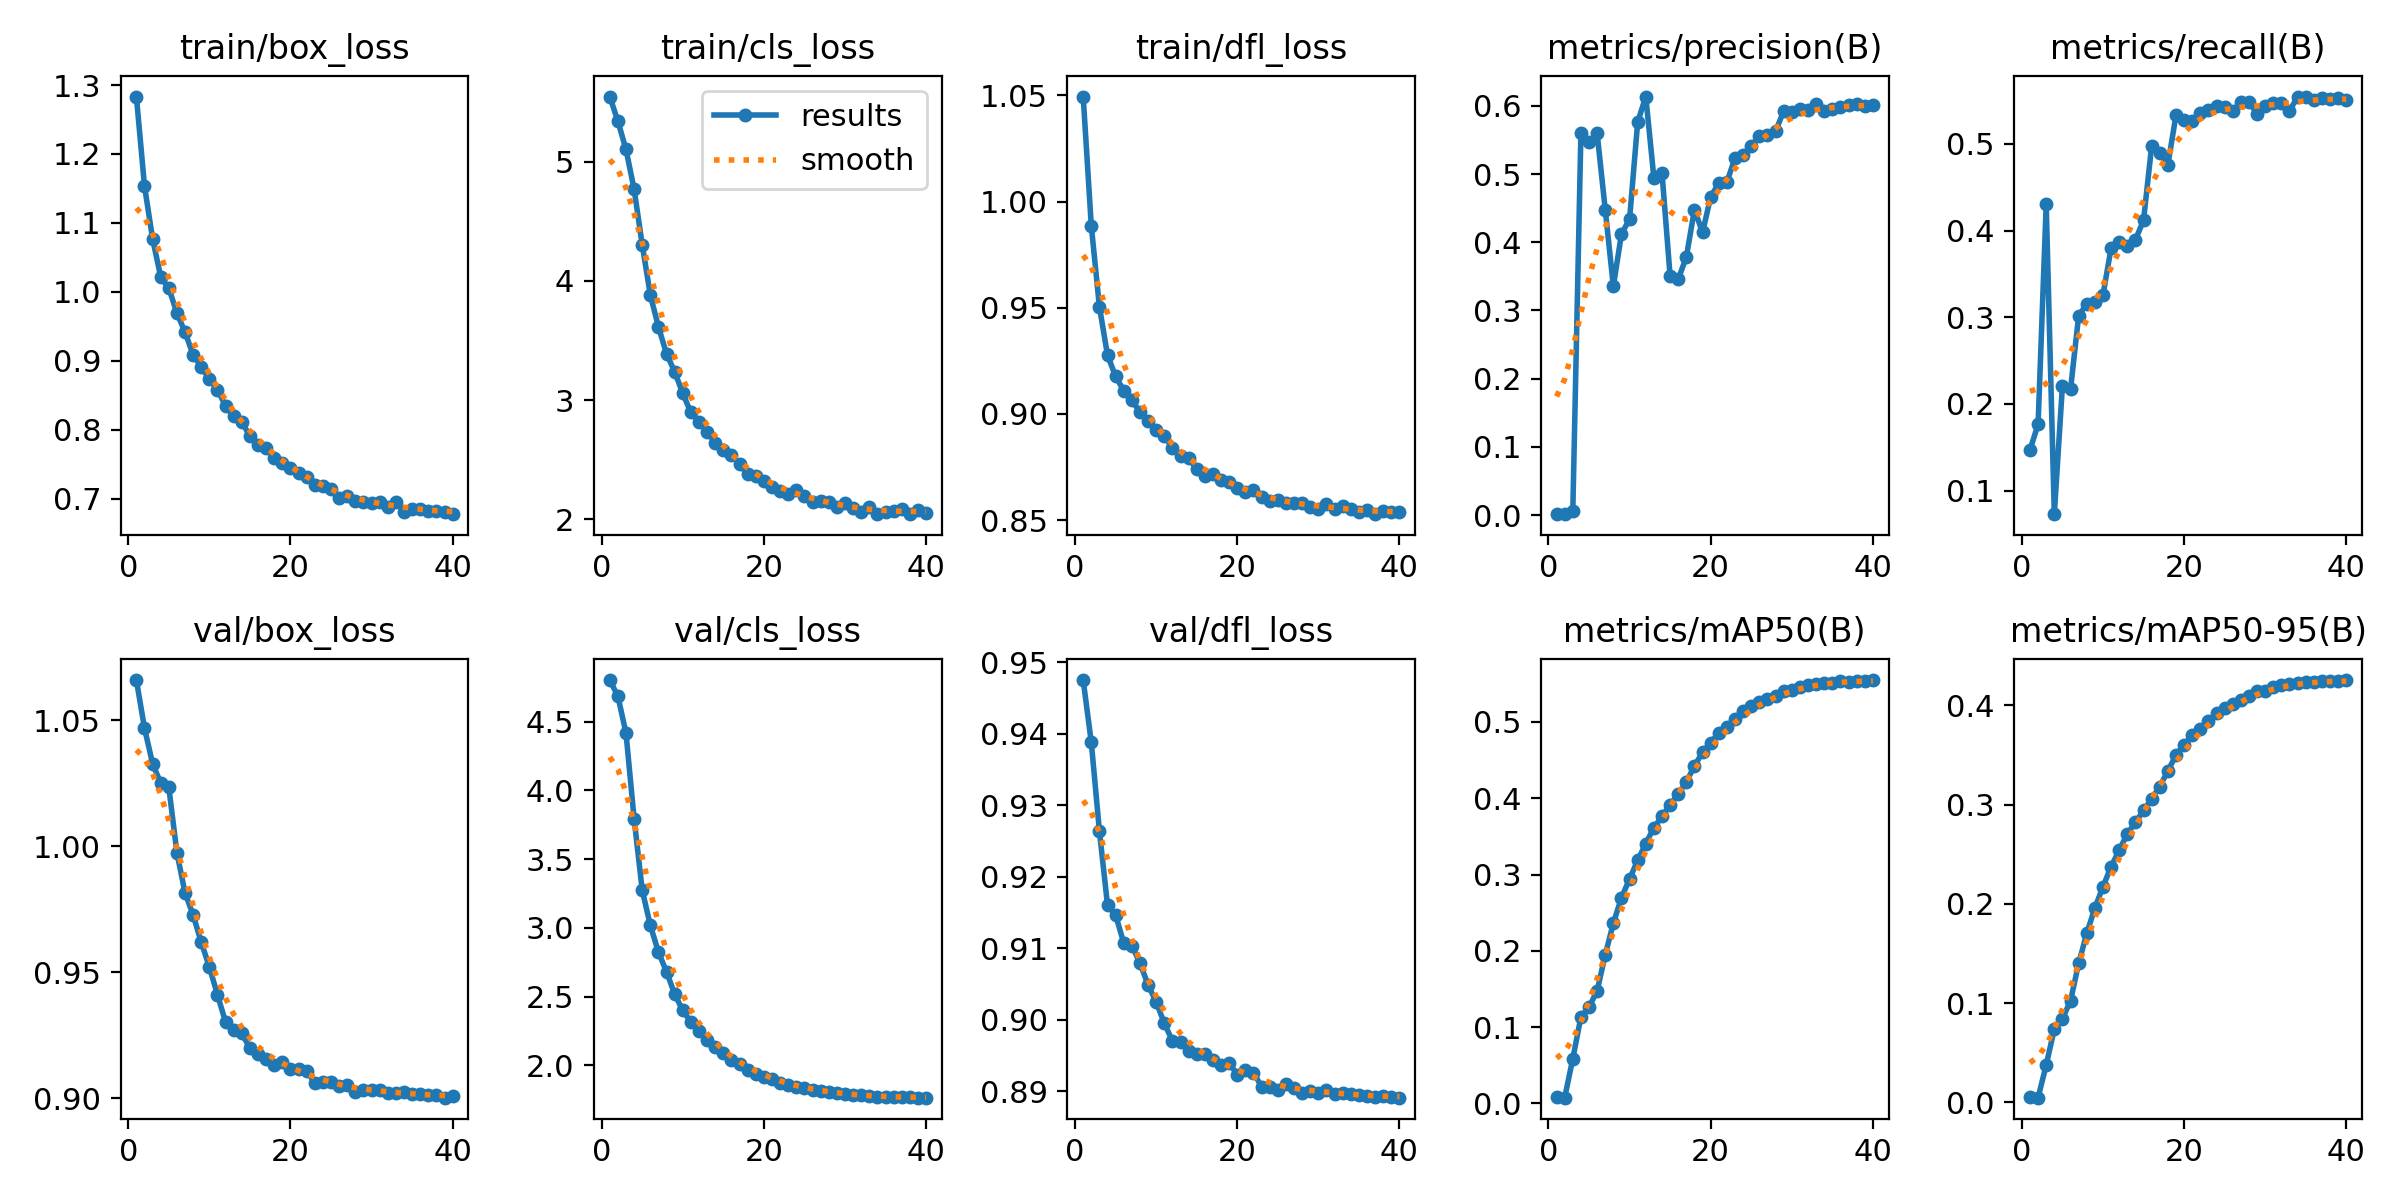 train/box_loss
1.3
1.2
1.1
1.0
0.9
0.8
0.7
0 20 40
train/cls_loss
results
smooth
5
4
3
2
0 20 40
train/dfl_loss
1.05
1.00
0.95
0.90
0.85
0 20 40
metrics/precision(B)
0.6
0.5
0.4
0.3
0.2
0.1
0.0
0 20 40
metrics/recall(B)
0.5
0.4
0.3
0.2
0.1
0 20 40
val/box_loss
1.05
1.00
0.95
0.90
0 20 40
val/cls_loss
4.5
4.0
3.5
3.0
2.5
2.0
0 20 40
val/dfl_loss
0.95
0.94
0.93
0.92
0.91
0.90
0.89
0 20 40
metrics/mAP50(B)
0.5
0.4
0.3
0.2
0.1
0.0
0 20 40
metrics/mAP50-95(B)
0.4
0.3
0.2
0.1
0.0
0 20 40